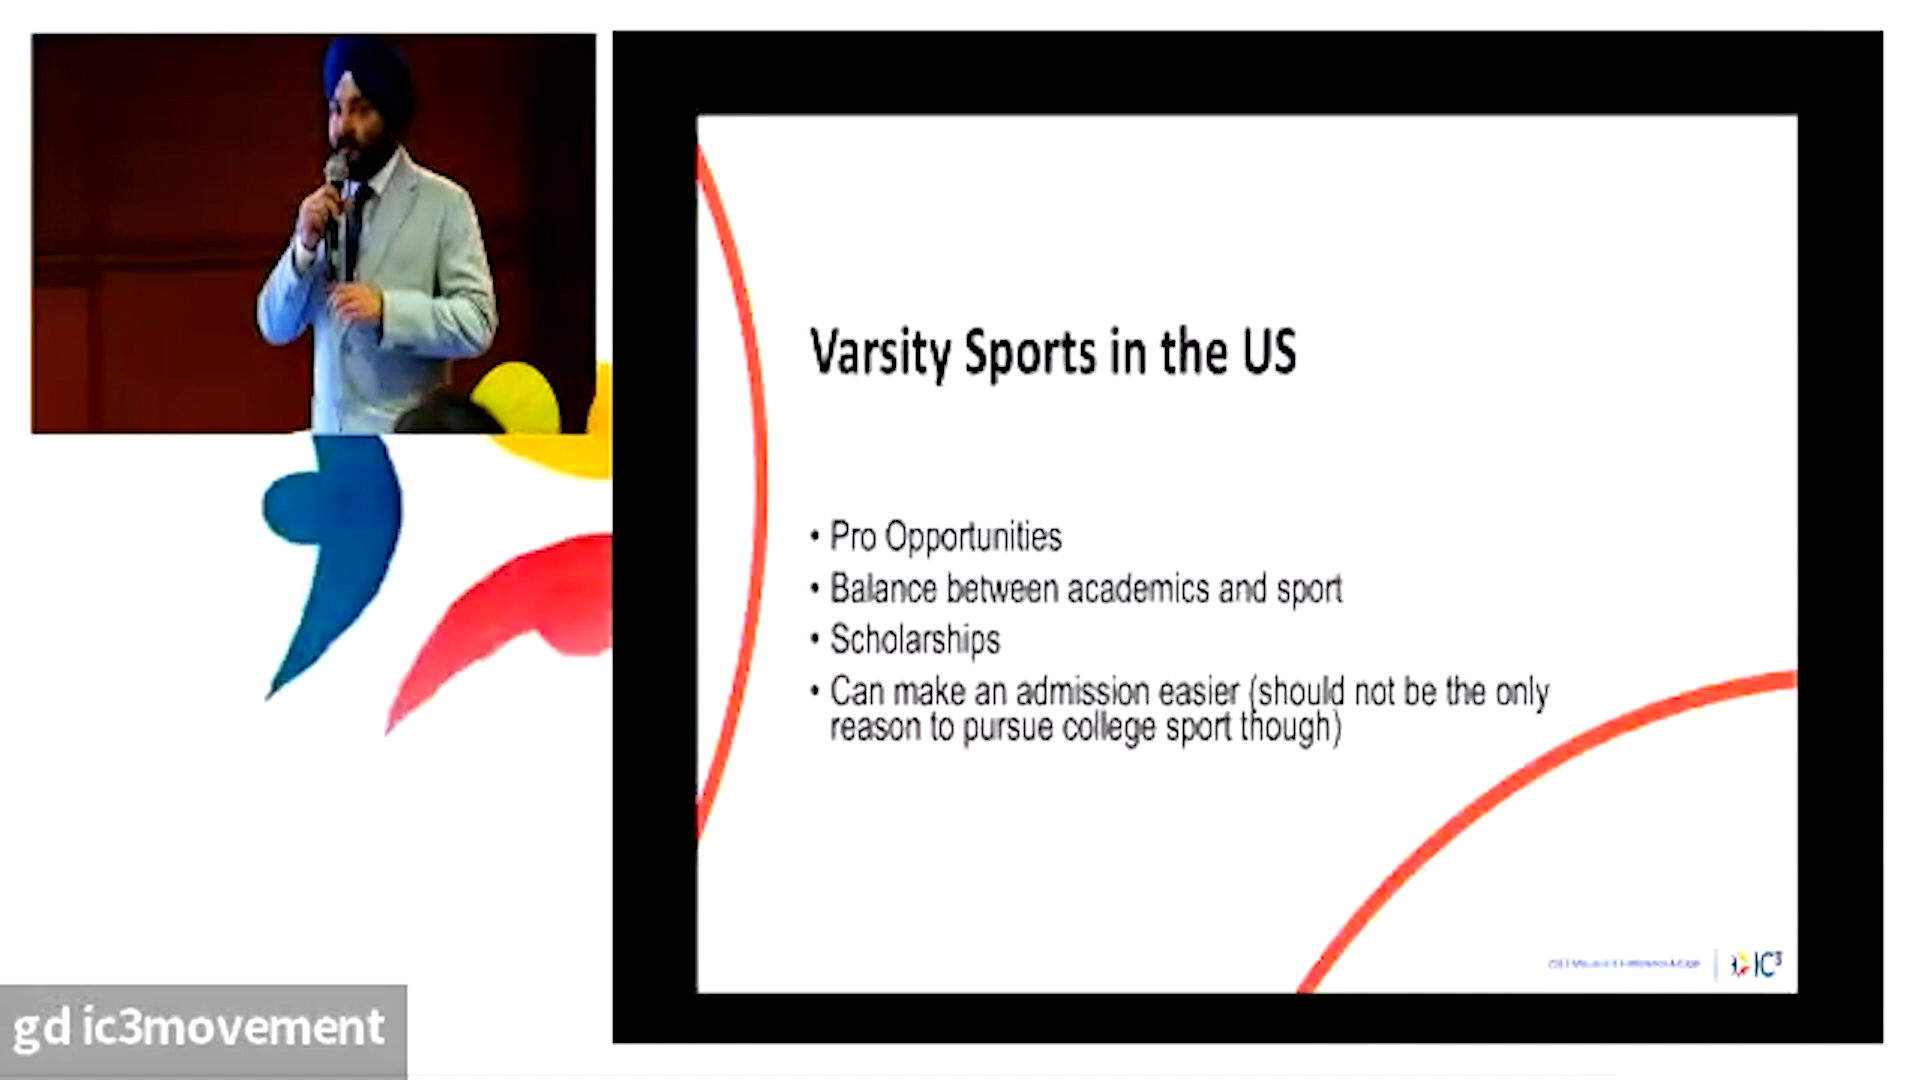 Varsity Sports in the US
• Pro Opportunities
• Balance between academics and sport
• Scholarships
• Can make an admission easier (should not be the only
reason to pursue college sport though)
IC³
gd ic3movement